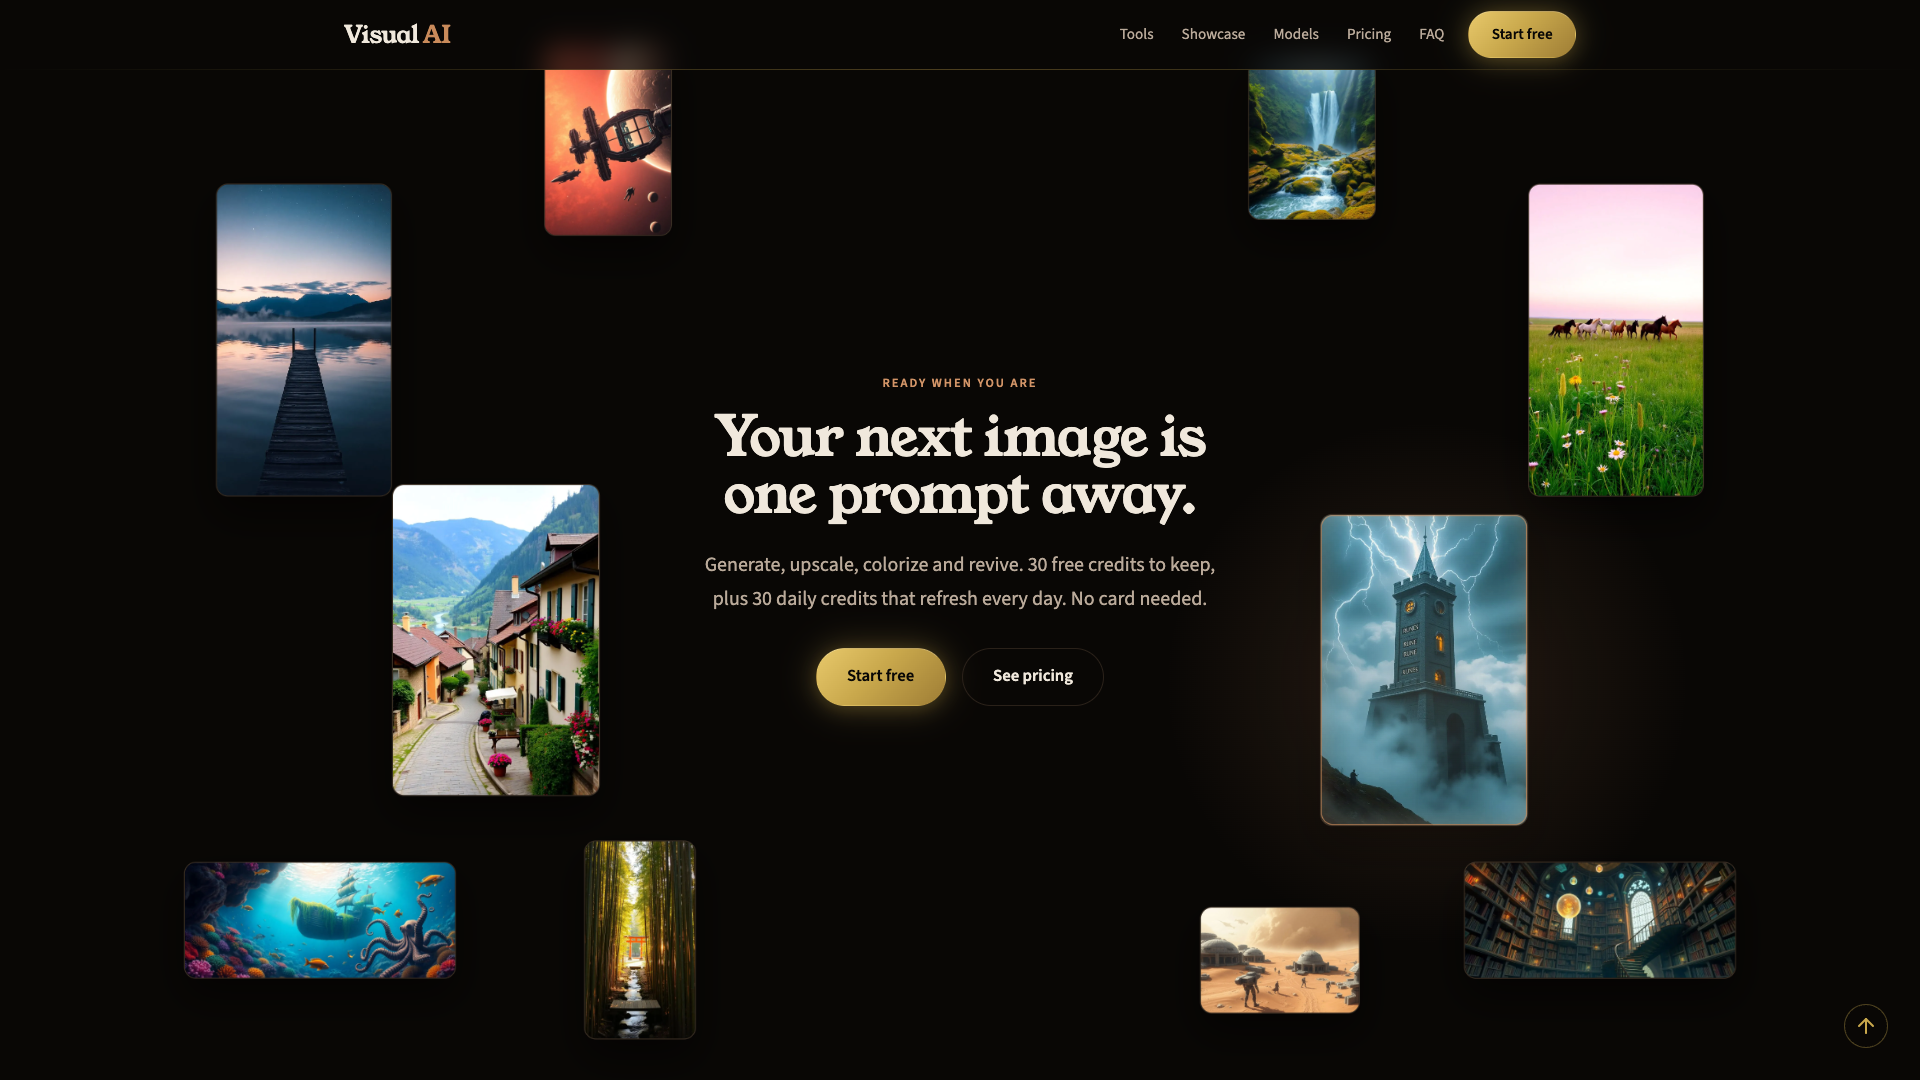 Visual AI
Tools
Showcase
Models
Pricing
FAQ
Start free
READY WHEN YOU ARE
Your next image is
one prompt away.
Generate, upscale, colorize and revive. 30 free credits to keep,
plus 30 daily credits that refresh every day. No card needed.
Start free
See pricing